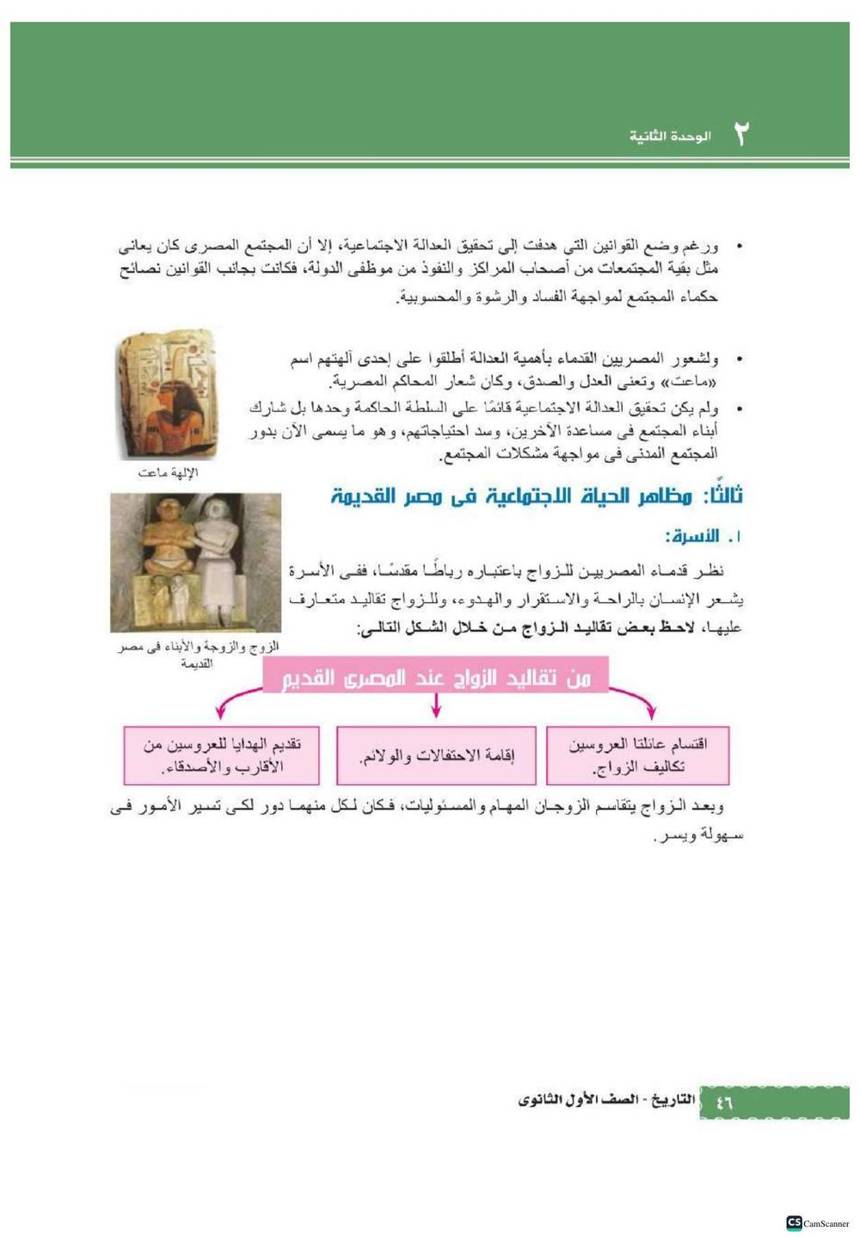 ٢ الوحدة الثانية
• ورغم وضع القوانين التى هدفت إلى تحقيق العدالة الاجتماعية، إلا أن المجتمع المصرى كان يعانى
مثل بقية المجتمعات من أصحاب المراكز والنفوذ من موظفى الدولة، فكانت بجانب القوانين نصائح
حكماء المجتمع لمواجهة الفساد والرشوة والمحسوبية.
• ولشعور المصريين القدماء بأهمية العدالة أطلقوا على إحدى آلهتهم اسم
«ماعت» وتعنى العدل والصدق، وكان شعار المحاكم المصرية.
• ولم يكن تحقيق العدالة الاجتماعية قائمًا على السلطة الحاكمة وحدها بل شارك
أبناء المجتمع فى مساعدة الآخرين، وسد احتياجاتهم، وهو ما يسمى الآن بدور
المجتمع المدنى فى مواجهة مشكلات المجتمع.
الإلهة ماعت
ثالثًا: مظاهر الحياة الاجتماعية فى مصر القديمة
١. الأسرة:
نظر قدماء المصريين للزواج باعتباره رباطًا مقدسًا، ففى الأسرة
يشعر الإنسان بالراحة والاستقرار والهدوء، وللزواج تقاليد متعارف
عليها، لاحظ بعض تقاليد الزواج من خلال الشكل التالى:
الزوج والزوجة والأبناء فى مصر
القديمة
من تقاليد الزواج عند المصرى القديم
اقتسام عائلتا العروسين
تكاليف الزواج.
إقامة الاحتفالات والولائم.
تقديم الهدايا للعروسين من
الأقارب والأصدقاء.
وبعد الزواج يتقاسم الزوجان المهام والمسئوليات، فكان لكل منهما دور لكى تسير الأمور فى
سهولة ويسر.
٤٦ التاريخ - الصف الأول الثانوى
CS CamScanner